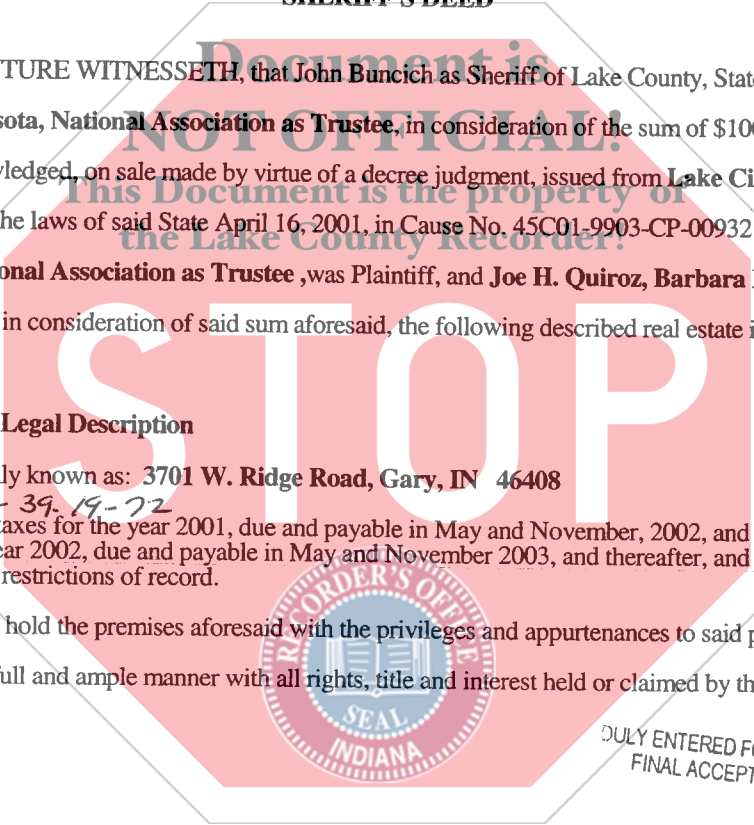 SHERIFF'S DEED
Document is
TURE WITNESSETH, that John Buncich as Sheriff of Lake County, State
NOT OFFICIAL!
sota, National Association as Trustee, in consideration of the sum of $100
vledged, on sale made by virtue of a decree judgment, issued from Lake Ci
This Document is the property of
he laws of said State April 16, 2001, in Cause No. 45C01-9903-CP-00932
the Lake County Recorder!
onal Association as Trustee ,was Plaintiff, and Joe H. Quiroz, Barbara
in consideration of said sum aforesaid, the following described real estate i
STOP
Legal Description
ly known as: 3701 W. Ridge Road, Gary, IN 46408
- 39-19-22
taxes for the year 2001, due and payable in May and November, 2002, and
ear 2002, due and payable in May and November 2003, and thereafter, and
restrictions of record.
RECORDER'S OFFICE
hold the premises aforesaid with the privileges and appurtenances to said p
full and ample manner with all rights, title and interest held or claimed by th
SEAL
INDIANA
DULY ENTERED FO
FINAL ACCEPT